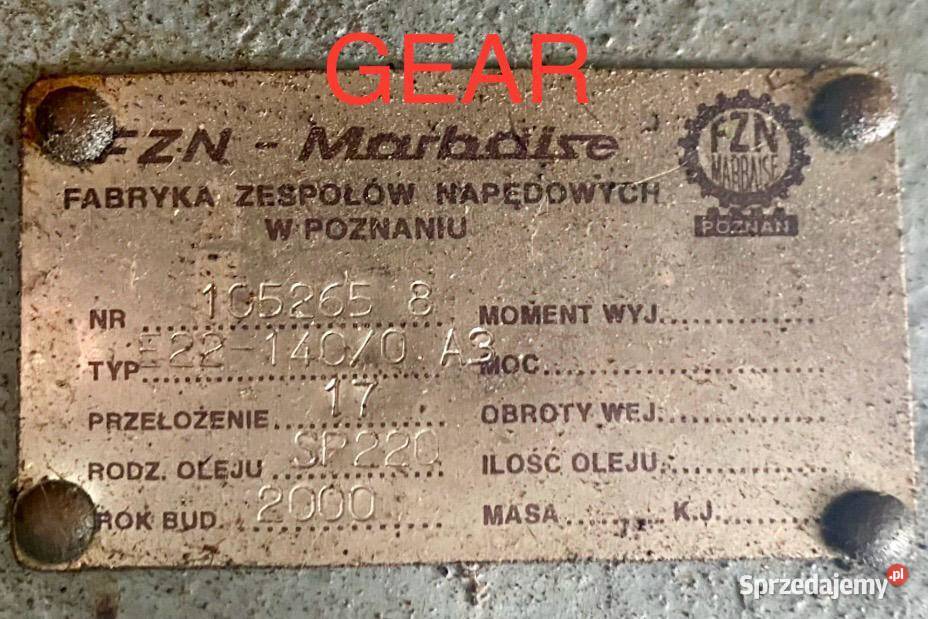 GEAR
FZN - Marbaise
FZN
MARBAISE
POZNAŃ
FABRYKA ZESPOŁÓW NAPĘDOWYCH
W POZNANIU
NR 105265 8
TYP E22-140/0 A3
PRZEŁOŻENIE 17
RODZ. OLEJU SP220
ROK BUD. 2000
MOMENT WYJ.
MOC
OBROTY WEJ.
ILOŚĆ OLEJU
MASA K.J.
Sprzedajemy.pl